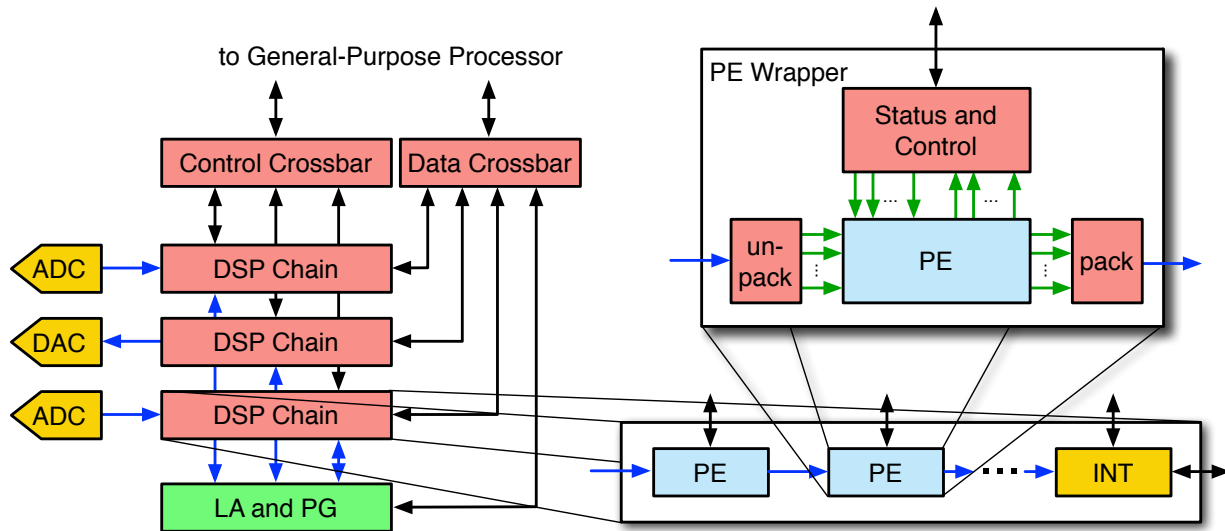 to General-Purpose Processor
Control Crossbar
Data Crossbar
ADC
DSP Chain
DAC
DSP Chain
ADC
DSP Chain
LA and PG
PE Wrapper
Status and
Control
...
...
un-
pack
...
PE
...
pack
PE
PE
...
INT